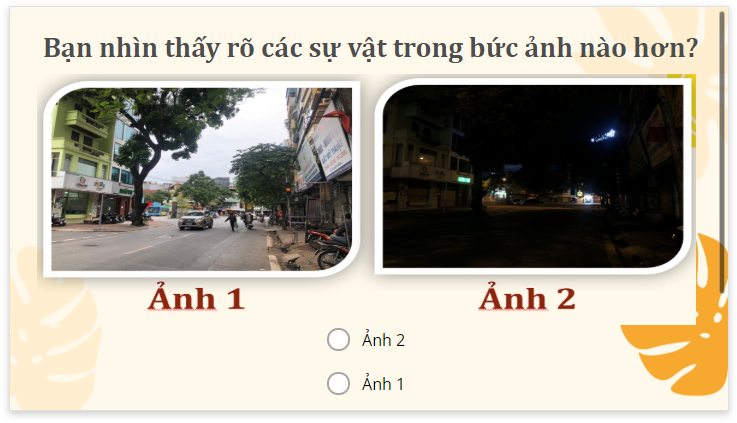 Bạn nhìn thấy rõ các sự vật trong bức ảnh nào hơn?
Ảnh 1
Ảnh 2
Ảnh 2
Ảnh 1